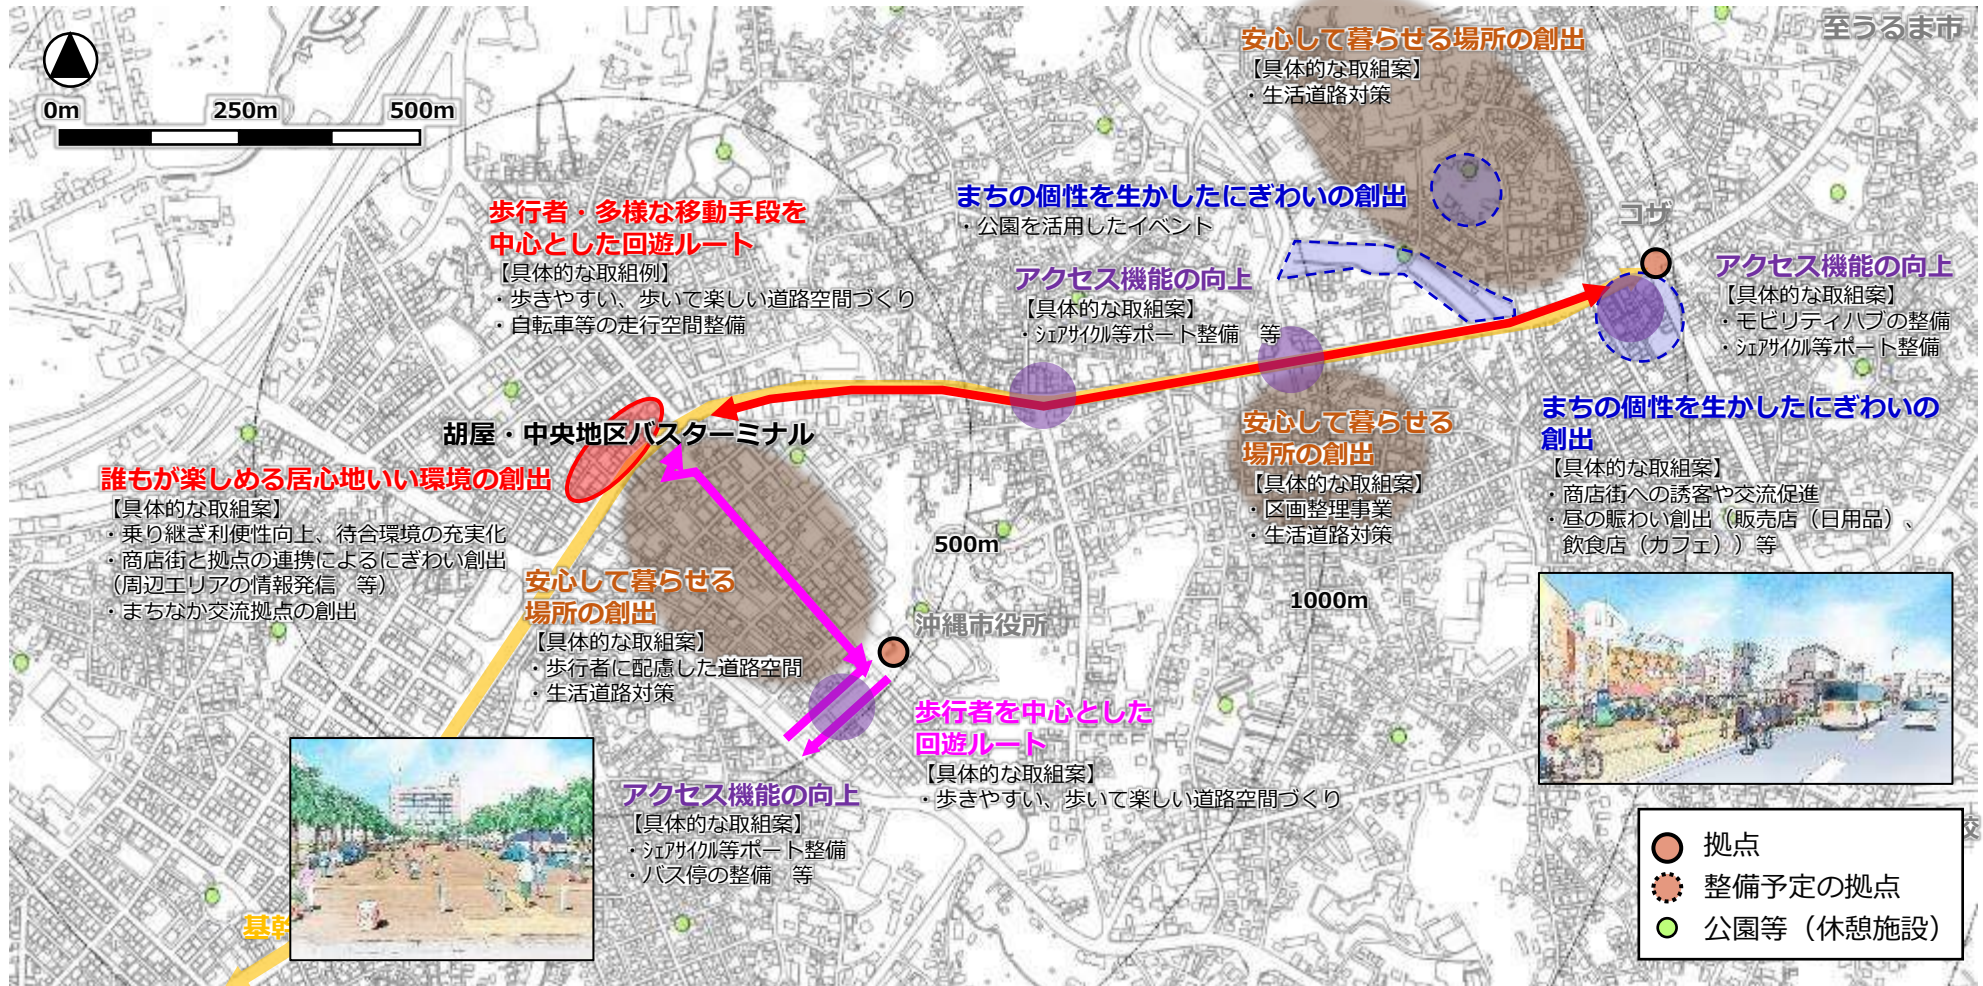 至うるま市
0m
250m
500m
安心して暮らせる場所の創出
【具体的な取組案】
・生活道路対策
歩行者・多様な移動手段を
中心とした回遊ルート
【具体的な取組例】
・歩きやすい、歩いて楽しい道路空間づくり
・自転車等の走行空間整備
まちの個性を生かしたにぎわいの創出
・公園を活用したイベント
アクセス機能の向上
【具体的な取組案】
・ｼｪｱｻｲｸﾙ等ポート整備　等
コザ
アクセス機能の向上
【具体的な取組案】
・モビリティハブの整備
・ｼｪｱｻｲｸﾙ等ポート整備
胡屋・中央地区バスターミナル
誰もが楽しめる居心地いい環境の創出
【具体的な取組案】
・乗り継ぎ利便性向上、待合環境の充実化
・商店街と拠点の連携によるにぎわい創出
（周辺エリアの情報発信　等）
・まちなか交流拠点の創出
安心して暮らせる
場所の創出
【具体的な取組案】
・区画整理事業
・生活道路対策
まちの個性を生かしたにぎわいの
創出
【具体的な取組案】
・商店街への誘客や交流促進
・昼の賑わい創出（販売店（日用品）、
飲食店（カフェ））等
500m
1000m
安心して暮らせる
場所の創出
【具体的な取組案】
・歩行者に配慮した道路空間
・生活道路対策
沖縄市役所
歩行者を中心とした
回遊ルート
【具体的な取組案】
・歩きやすい、歩いて楽しい道路空間づくり
アクセス機能の向上
【具体的な取組案】
・ｼｪｱｻｲｸﾙ等ポート整備
・バス停の整備　等
基幹
拠点
整備予定の拠点
公園等（休憩施設）